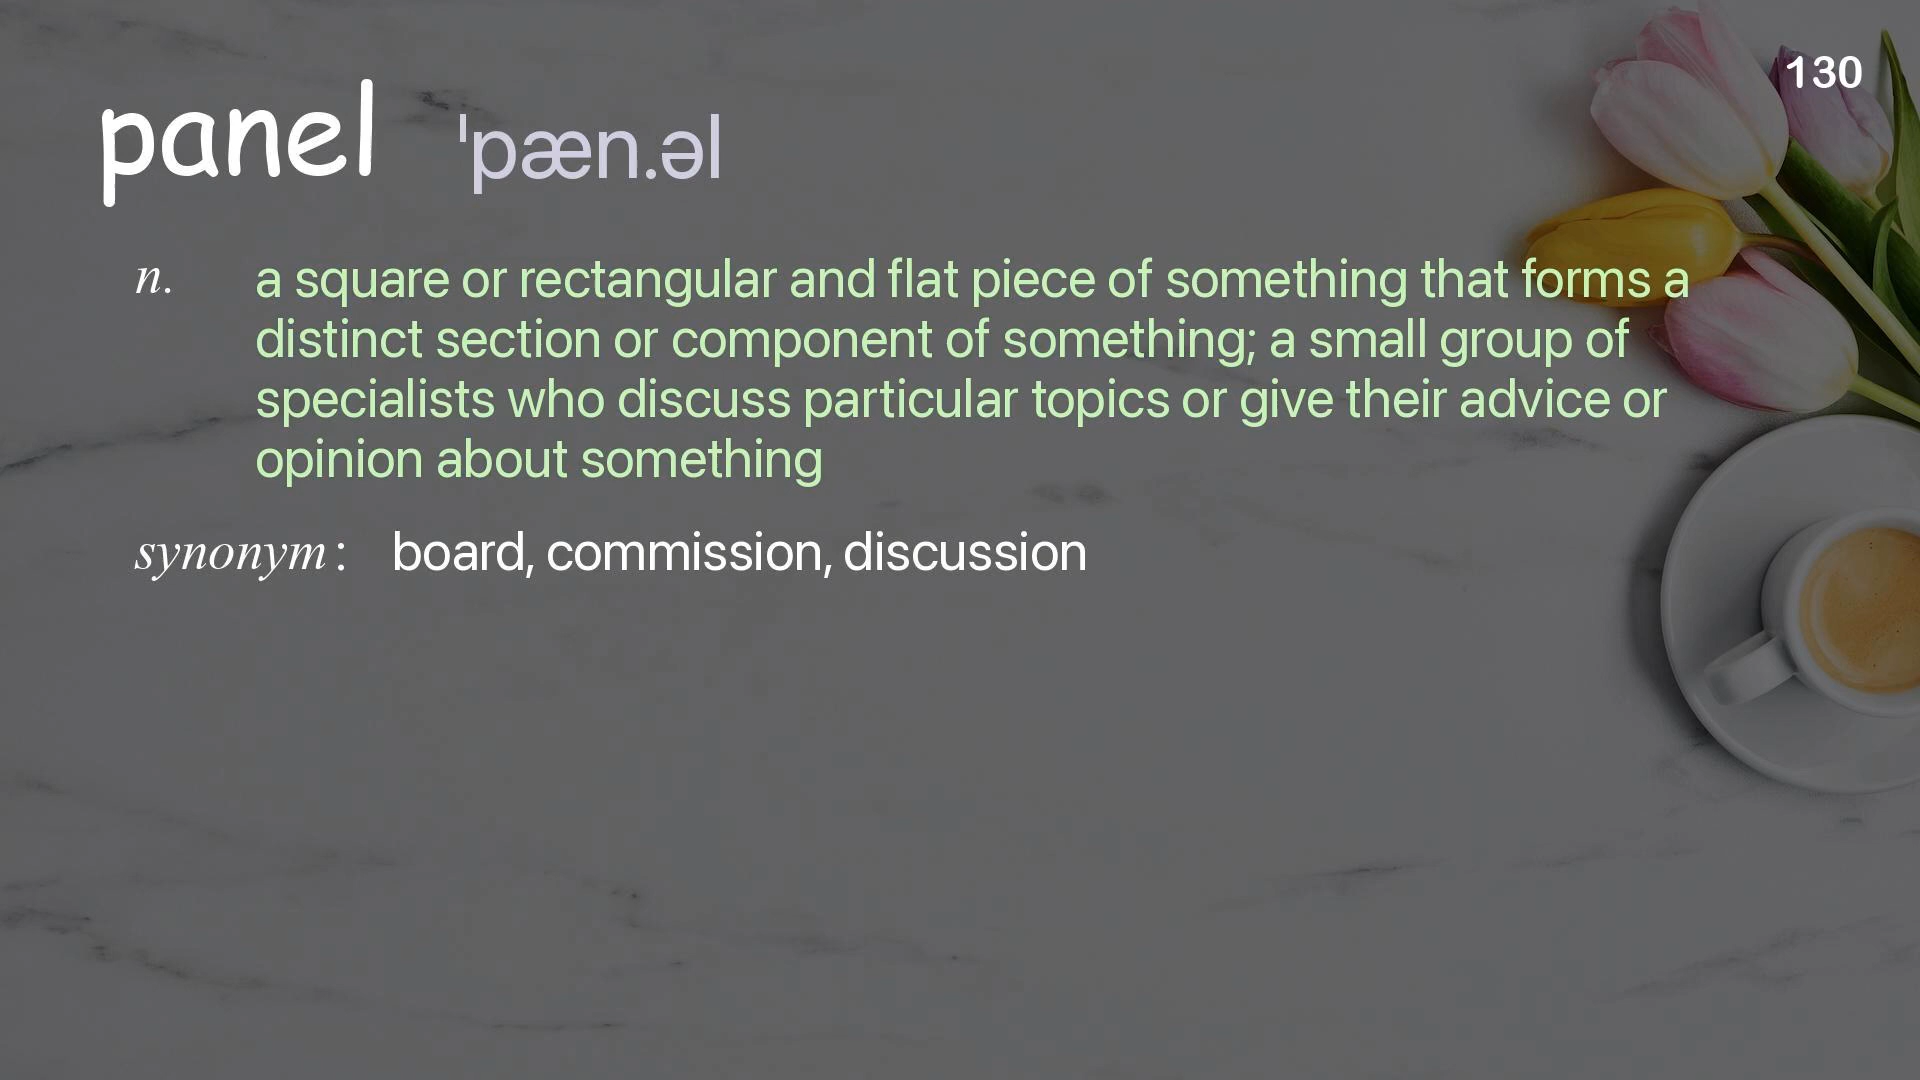 130
panel ˈpæn.əl
n. a square or rectangular and flat piece of something that forms a
distinct section or component of something; a small group of
specialists who discuss particular topics or give their advice or
opinion about something
synonym: board, commission, discussion